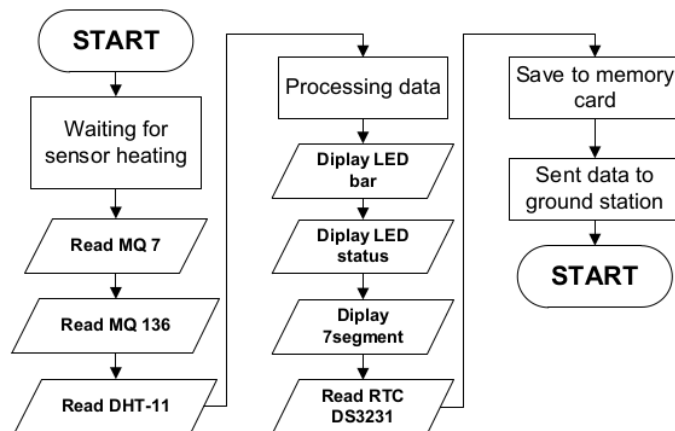 START
Waiting for
sensor heating
Read MQ 7
Read MQ 136
Read DHT-11
Processing data
Diplay LED
bar
Diplay LED
status
Diplay
7segment
Read RTC
DS3231
Save to memory
card
Sent data to
ground station
START